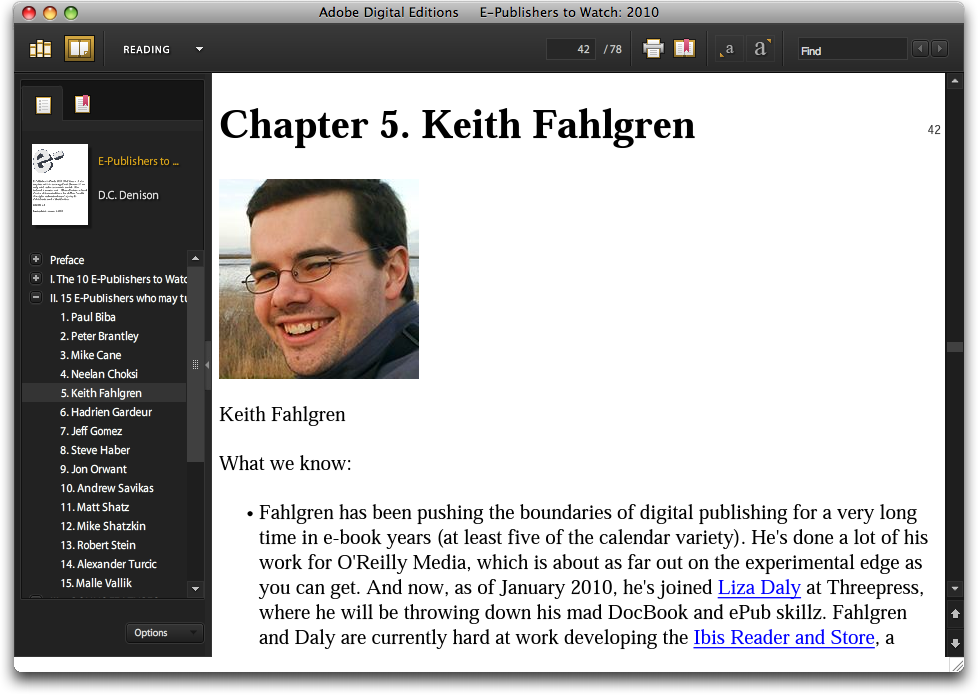 Adobe Digital Editions E-Publishers to Watch: 2010
READING
42 / 78
a
a
Find
E-Publishers to ...
D.C. Denison
Preface
I. The 10 E-Publishers to Watc
II. 15 E-Publishers who may tu
1. Paul Biba
2. Peter Brantley
3. Mike Cane
4. Neelan Choksi
5. Keith Fahlgren
6. Hadrien Gardeur
7. Jeff Gomez
8. Steve Haber
9. Jon Orwant
10. Andrew Savikas
11. Matt Shatz
12. Mike Shatzkin
13. Robert Stein
14. Alexander Turcic
15. Malle Vallik
Options
Chapter 5. Keith Fahlgren
42
Keith Fahlgren
What we know:
• Fahlgren has been pushing the boundaries of digital publishing for a very long
time in e-book years (at least five of the calendar variety). He's done a lot of his
work for O'Reilly Media, which is about as far out on the experimental edge as
you can get. And now, as of January 2010, he's joined Liza Daly at Threepress,
where he will be throwing down his mad DocBook and ePub skillz. Fahlgren
and Daly are currently hard at work developing the Ibis Reader and Store, a